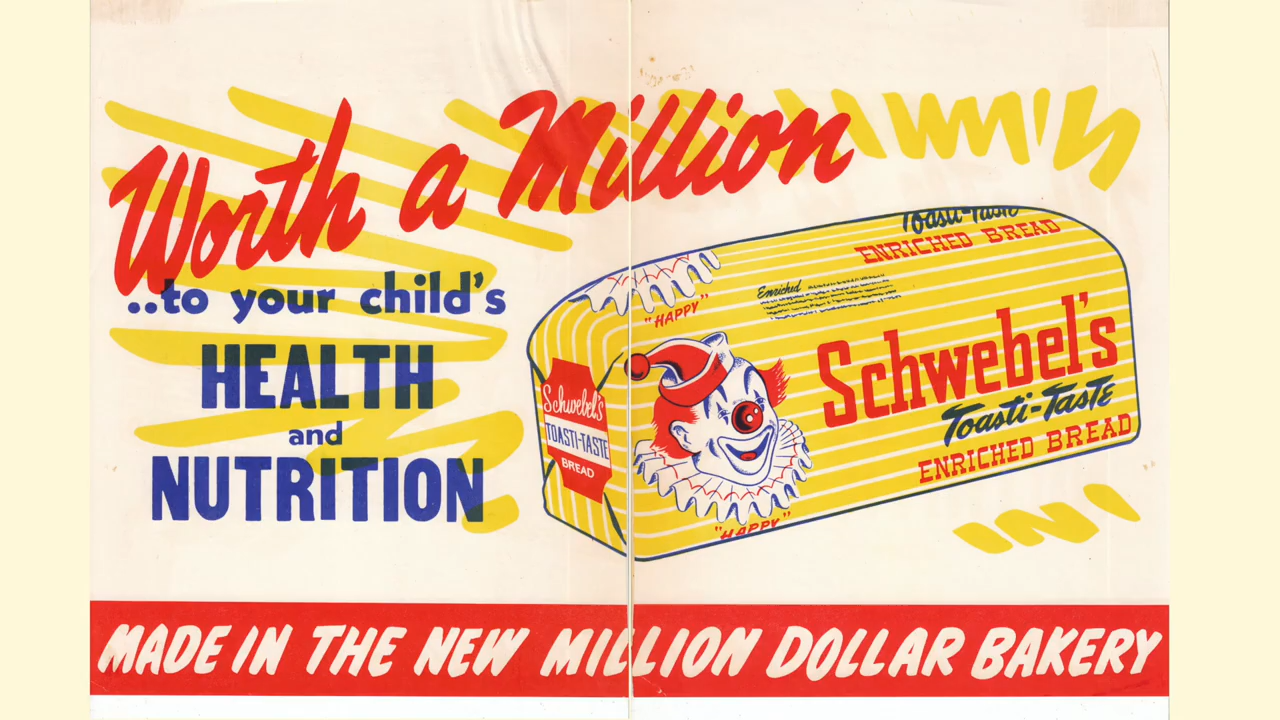 Worth a Million
..to your child's
HEALTH
and
NUTRITION
Toasti-Taste
ENRICHED BREAD
Enriched
"HAPPY"
Schwebel's
Toasti-Taste
ENRICHED BREAD
Schwebel's
TOASTI-TASTE
BREAD
"HAPPY"
MADE IN THE NEW MILLION DOLLAR BAKERY